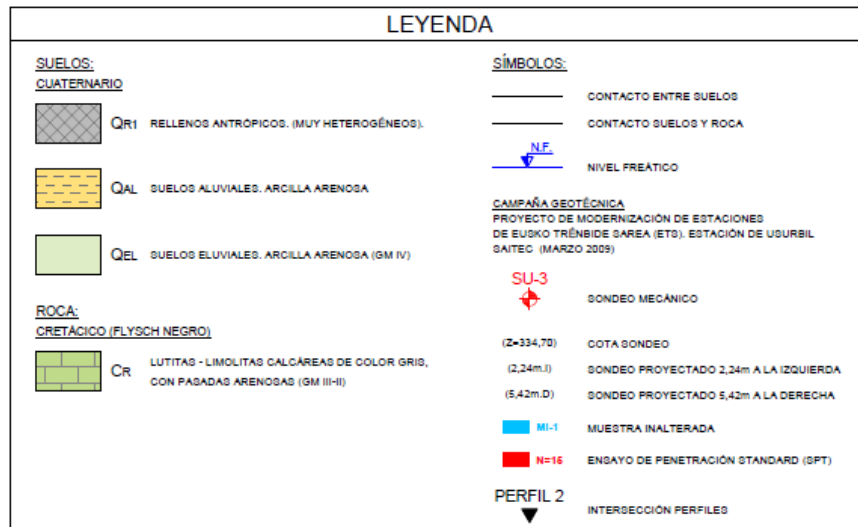 LEYENDA
SUELOS:
CUATERNARIO
QR1 RELLENOS ANTRÓPICOS. (MUY HETEROGÉNEOS).
QAL SUELOS ALUVIALES. ARCILLA ARENOSA
QEL SUELOS ELUVIALES. ARCILLA ARENOSA (GM IV)
ROCA:
CRETÁCICO (FLYSCH NEGRO)
CR LUTITAS - LIMOLITAS CALCÁREAS DE COLOR GRIS,
CON PASADAS ARENOSAS (GM III-II)
SÍMBOLOS:
CONTACTO ENTRE SUELOS
CONTACTO SUELOS Y ROCA
N.F.
NIVEL FREÁTICO
CAMPAÑA GEOTÉCNICA
PROYECTO DE MODERNIZACIÓN DE ESTACIONES
DE EUSKO TRÉNBIDE SAREA (ETS). ESTACIÓN DE USURBIL
SAITEC (MARZO 2009)
SU-3
SONDEO MECÁNICO
(Z=334,70) COTA SONDEO
(2,24m.I) SONDEO PROYECTADO 2,24m A LA IZQUIERDA
(5,42m.D) SONDEO PROYECTADO 5,42m A LA DERECHA
MI-1 MUESTRA INALTERADA
N=16 ENSAYO DE PENETRACIÓN STANDARD (SPT)
PERFIL 2
INTERSECCIÓN PERFILES